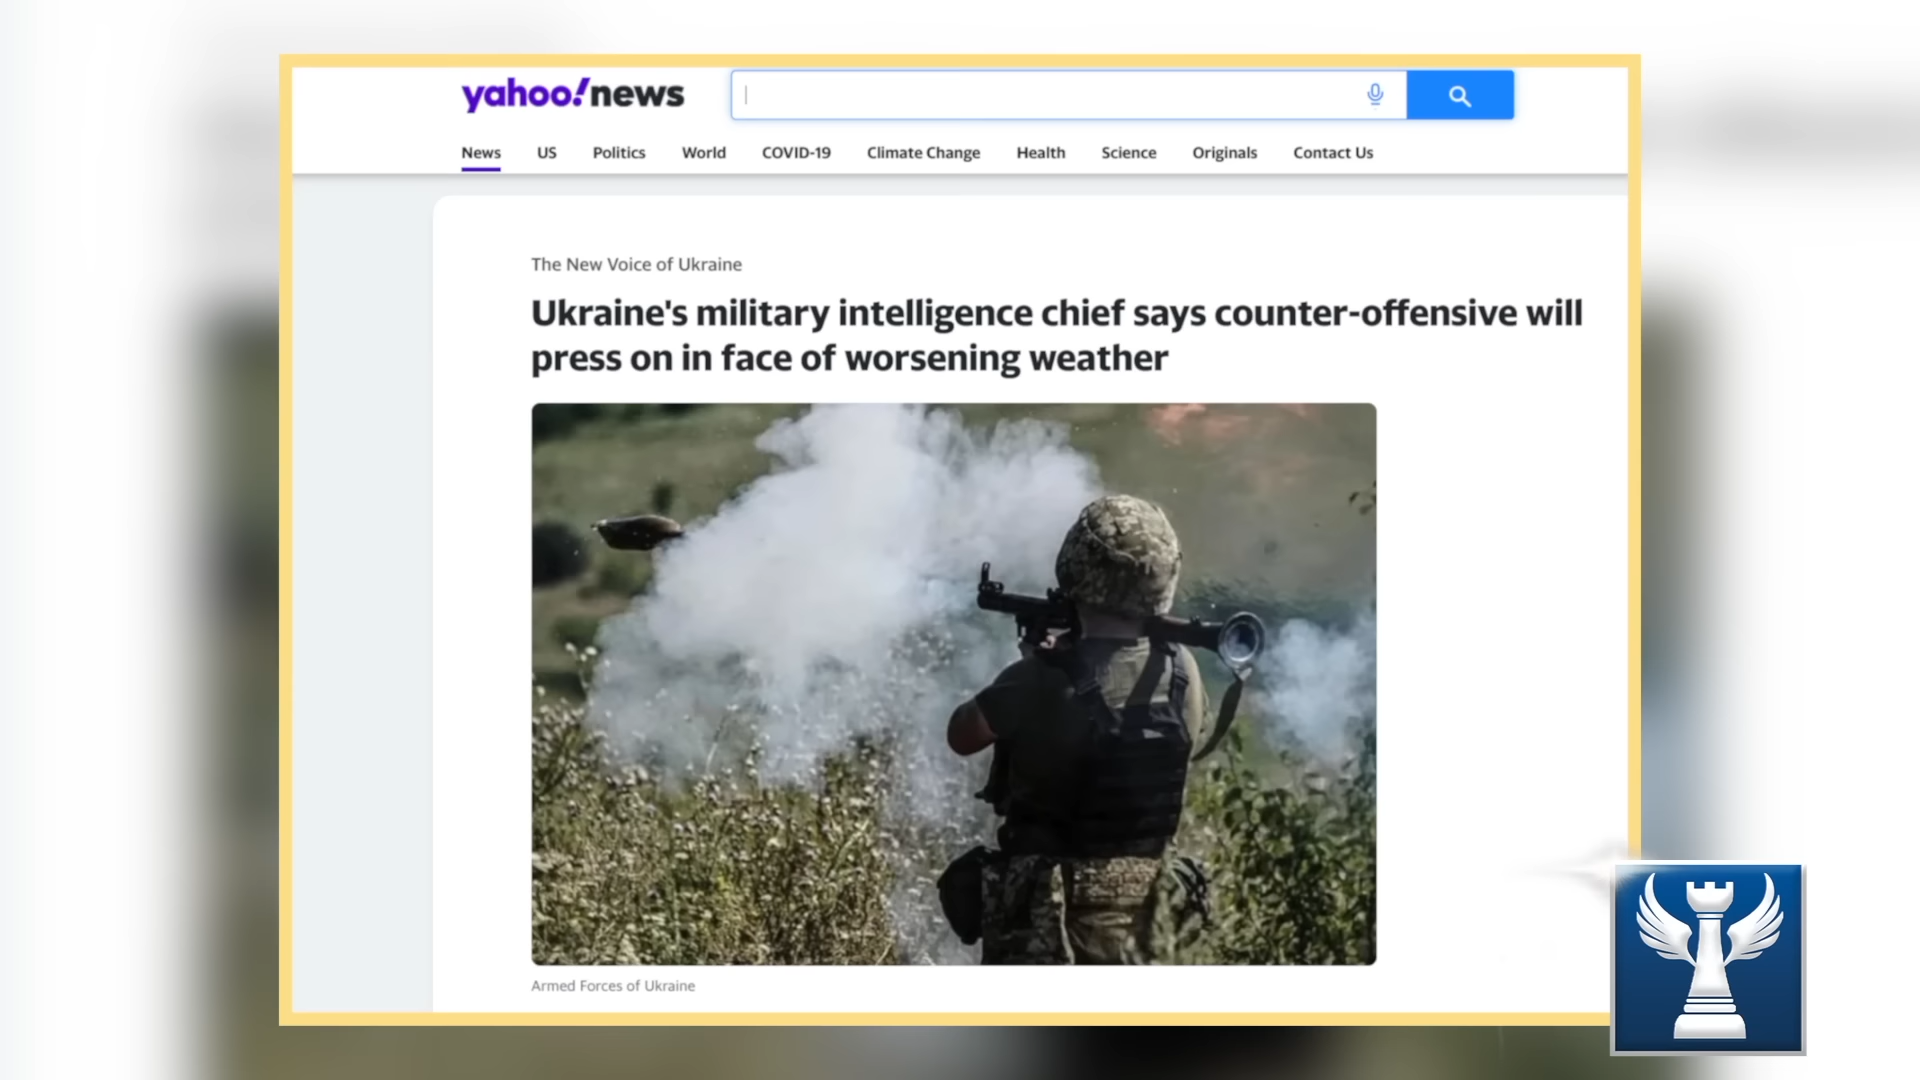 yahoo!news
News US Politics World COVID-19 Climate Change Health Science Originals Contact Us
The New Voice of Ukraine
Ukraine's military intelligence chief says counter-offensive will
press on in face of worsening weather
Armed Forces of Ukraine